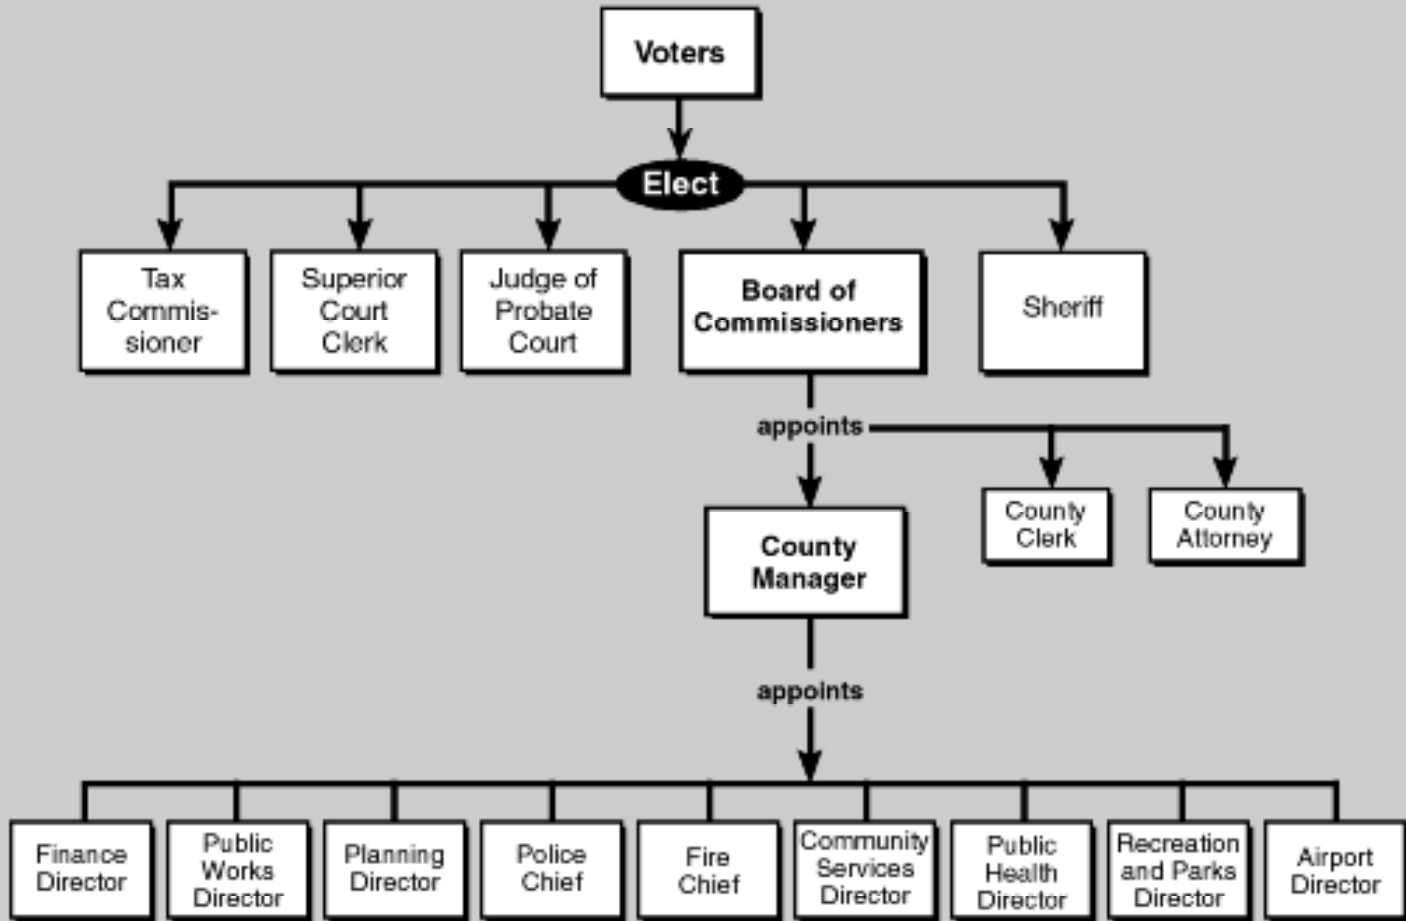 Voters
Elect
Tax
Commis-
sioner
Superior
Court
Clerk
Judge of
Probate
Court
Board of
Commissioners
Sheriff
appoints
County
Manager
County
Clerk
County
Attorney
appoints
Finance
Director
Public
Works
Director
Planning
Director
Police
Chief
Fire
Chief
Community
Services
Director
Public
Health
Director
Recreation
and Parks
Director
Airport
Director